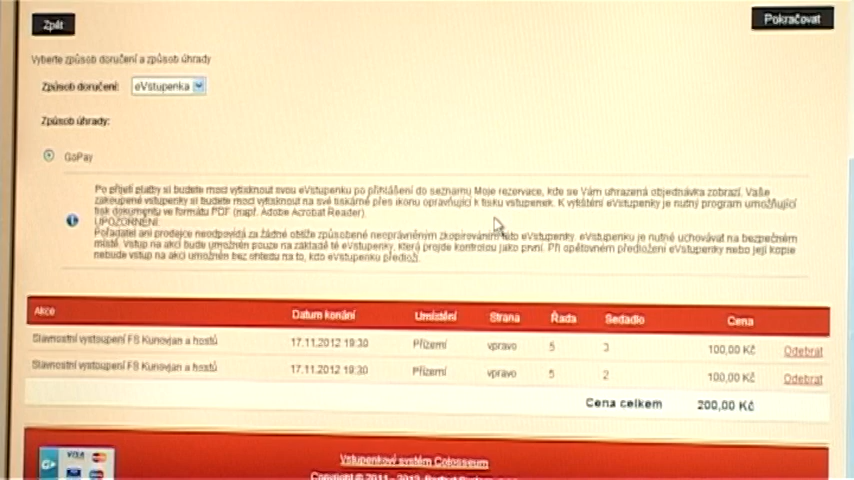 Zpět
Pokračovat
Vyberte způsob doručení a způsob úhrady
Způsob doručení: eVstupenka
Způsob úhrady:
GoPay
Po přijetí platby si budete moci vytisknout svou eVstupenku po přihlášení do seznamu Moje rezervace, kde se Vám uhrazená objednávka zobrazí. Vaše
zakoupené vstupenky si budete moci vytisknout na své tiskárně přes ikonu opravňující k tisku vstupenek. K vytištění eVstupenky je nutný program umožňující
tisk dokumentu ve formátu PDF (např. Adobe Acrobat Reader).
UPOZORNĚNÍ:
Pořadatel ani prodejce neodpovídá za žádné obtíže způsobené neoprávněným zkopírováním této eVstupenky. eVstupenku je nutné uchovávat na bezpečném
místě. Vstup na akci bude umožněn pouze na základě té eVstupenky, která projde kontrolou jako první. Při opětovném předložení eVstupenky nebo její kopie
nebude vstup na akci umožněn bez ohledu na to, kdo eVstupenku předloží.
Akce Datum konání Umístění Strana Řada Sedadlo Cena
Slavnostní vystoupení FS Kunovjan a hostů 17.11.2012 19:30 Přízemí vpravo 5 3 100,00 Kč Odebrat
Slavnostní vystoupení FS Kunovjan a hostů 17.11.2012 19:30 Přízemí vpravo 5 2 100,00 Kč Odebrat
Cena celkem 200,00 Kč
VISA
Vstupenkový systém Colosseum
Copyright © 2011 - 2012